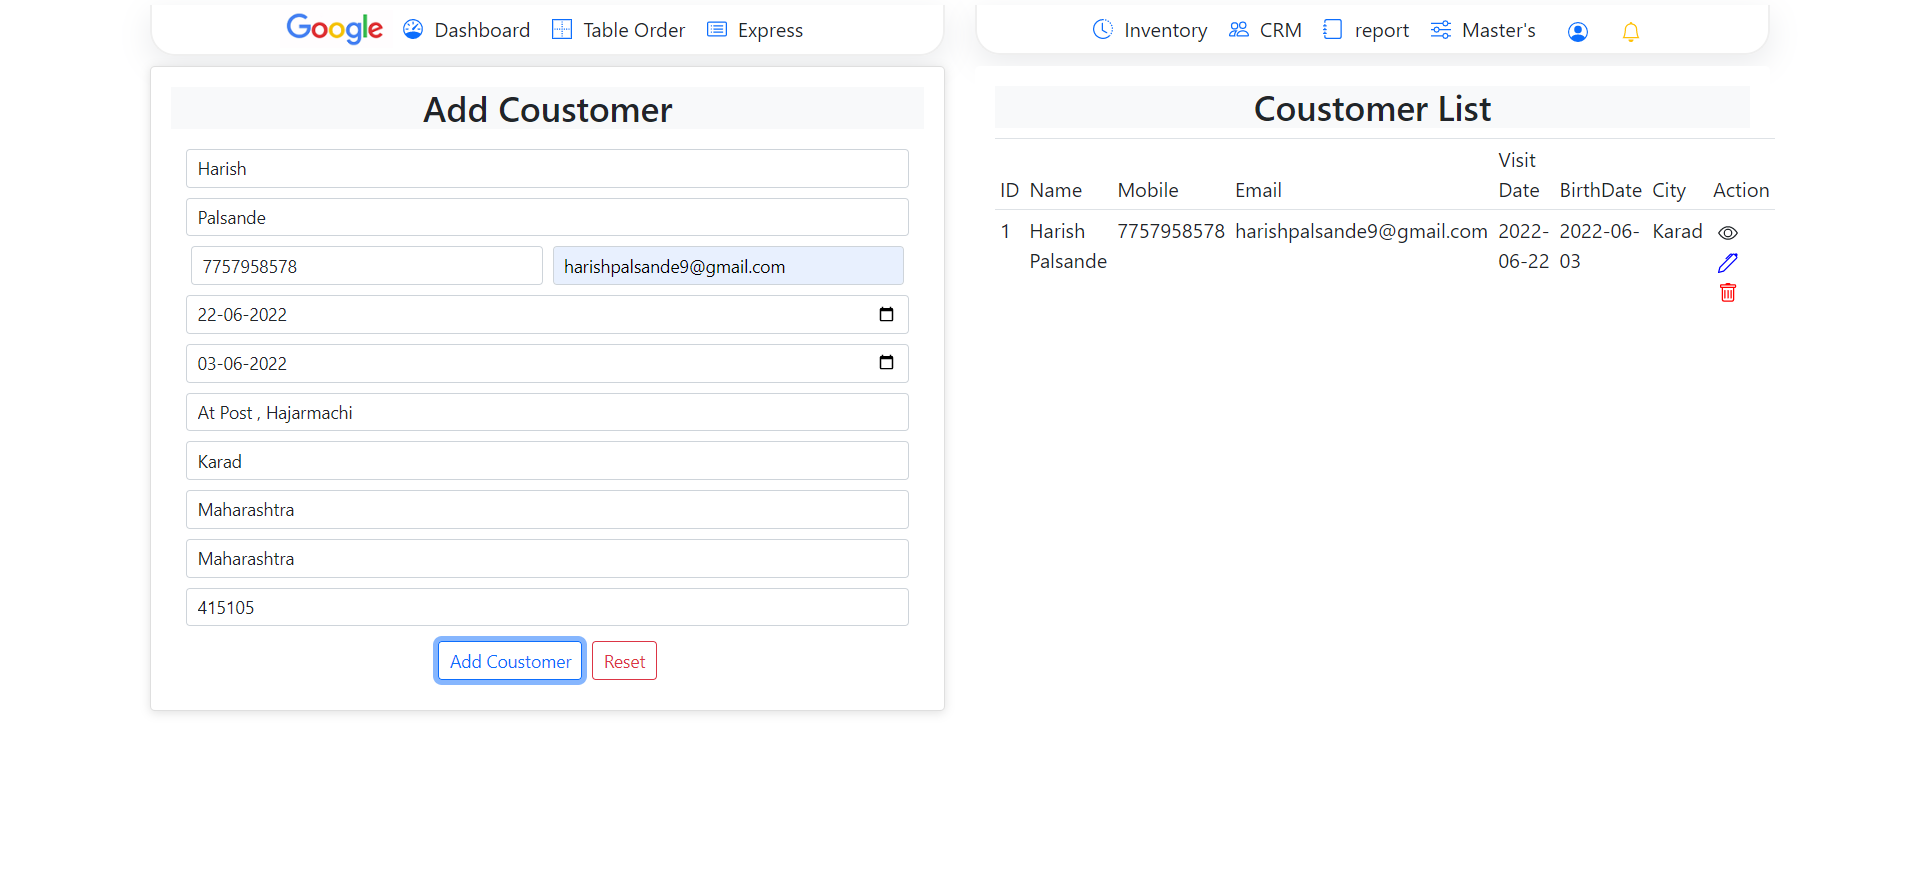 Google Dashboard Table Order Express
Inventory CRM report Master's
Add Coustomer
Harish
Palsande
7757958578 harishpalsande9@gmail.com
22-06-2022
03-06-2022
At Post , Hajarmachi
Karad
Maharashtra
Maharashtra
415105
Add Coustomer Reset
Coustomer List
Visit
ID Name Mobile Email Date BirthDate City Action
1 Harish 7757958578 harishpalsande9@gmail.com 2022- 2022-06- Karad
Palsande 06-22 03